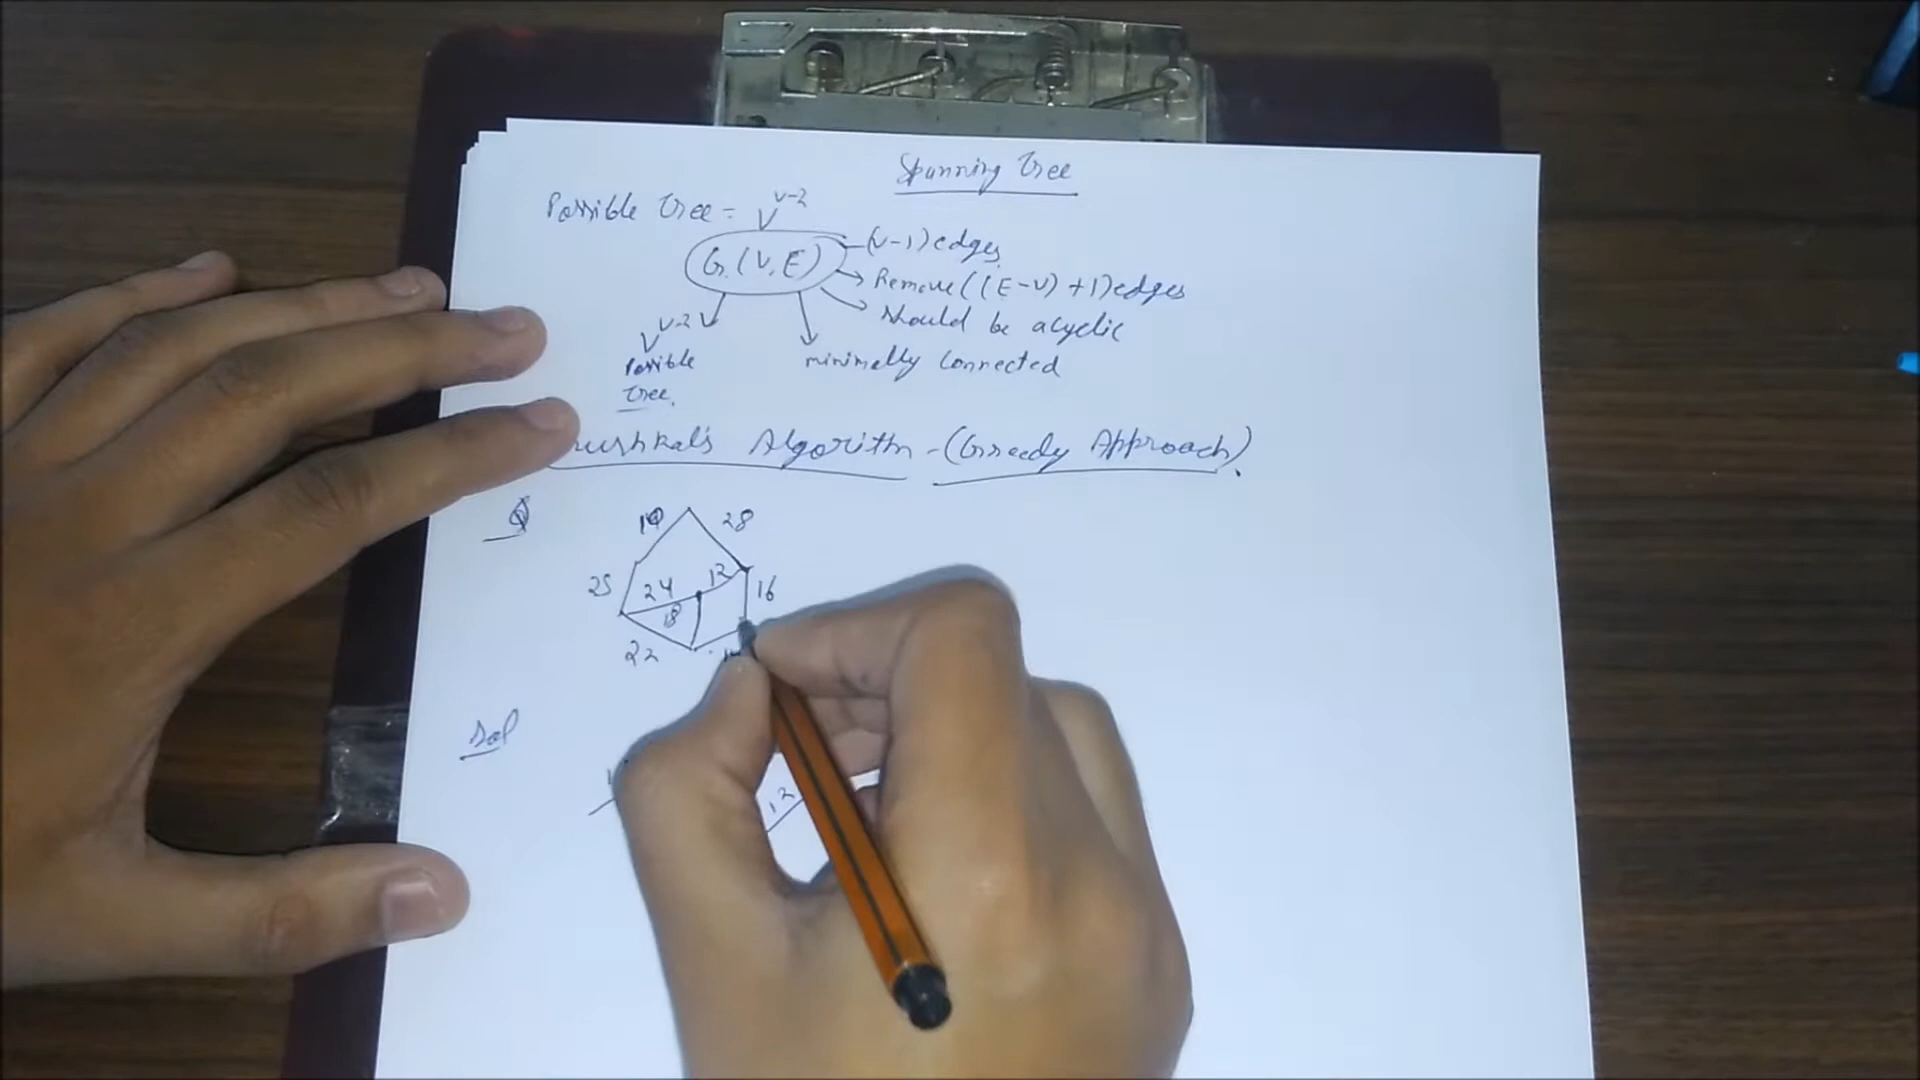 Spanning Tree
Possible Tree = V^V-2
G(V, E)
(V-1) edges
Remove ((E-V) +1) edges
Should be acyclic
minimally connected
V^V-2
Possible
Tree.
rushkal's Algorithm - (Greedy Approach).
Q
10 28
25 24 12 16
18
22
Sol
12